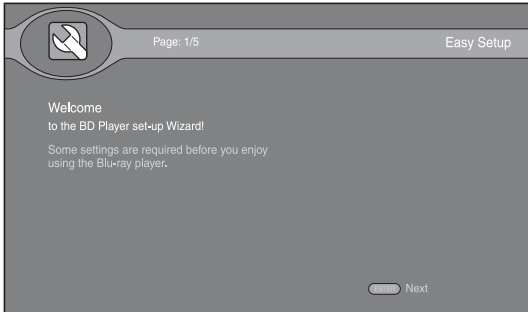 Page: 1/5
Easy Setup
Welcome
to the BD Player set-up Wizard!
Some settings are required before you enjoy
using the Blu-ray player.
ENTER Next